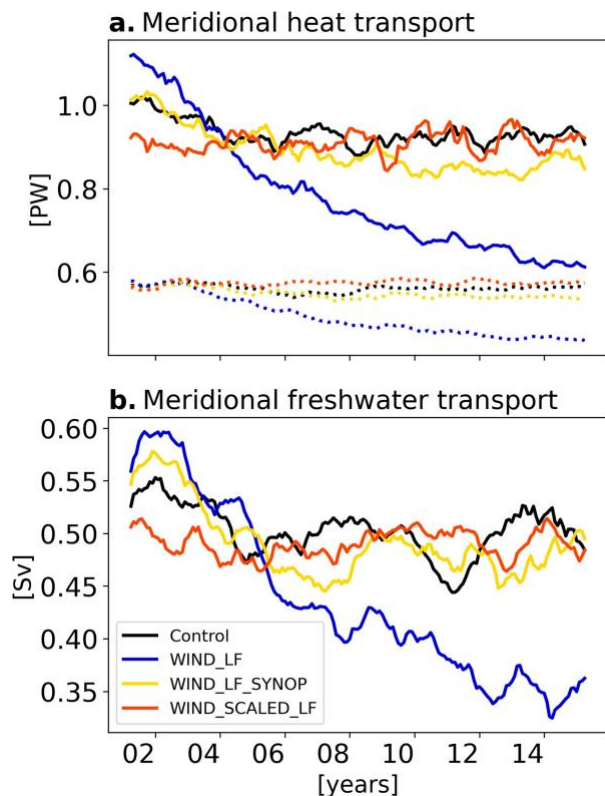 a. Meridional heat transport
1.0
0.8
0.6
[PW]
b. Meridional freshwater transport
0.60
0.55
0.50
0.45
0.40
0.35
[Sv]
Control
WIND_LF
WIND_LF_SYNOP
WIND_SCALED_LF
02 04 06 08 10 12 14
[years]